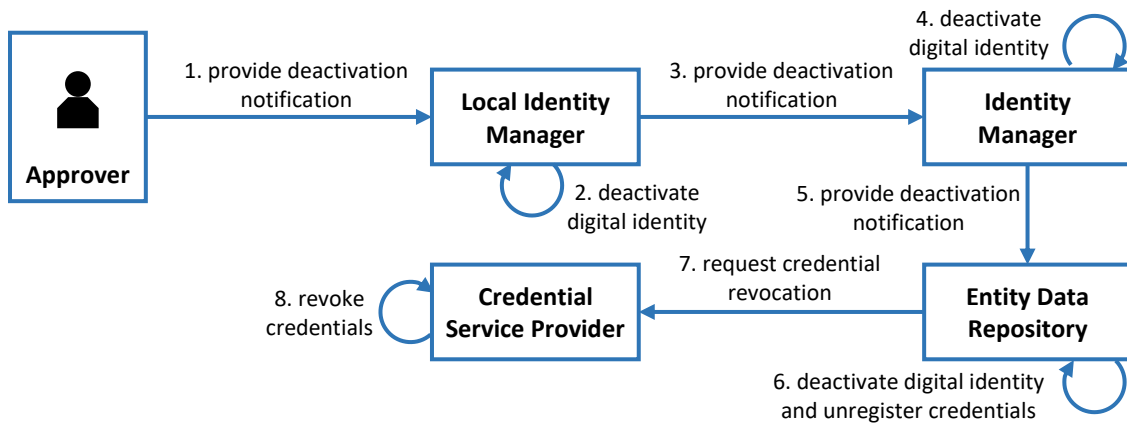 Approver
1. provide deactivation
notification
Local Identity
Manager
2. deactivate
digital identity
3. provide deactivation
notification
4. deactivate
digital identity
Identity
Manager
5. provide deactivation
notification
Entity Data
Repository
6. deactivate digital identity
and unregister credentials
7. request credential
revocation
Credential
Service Provider
8. revoke
credentials